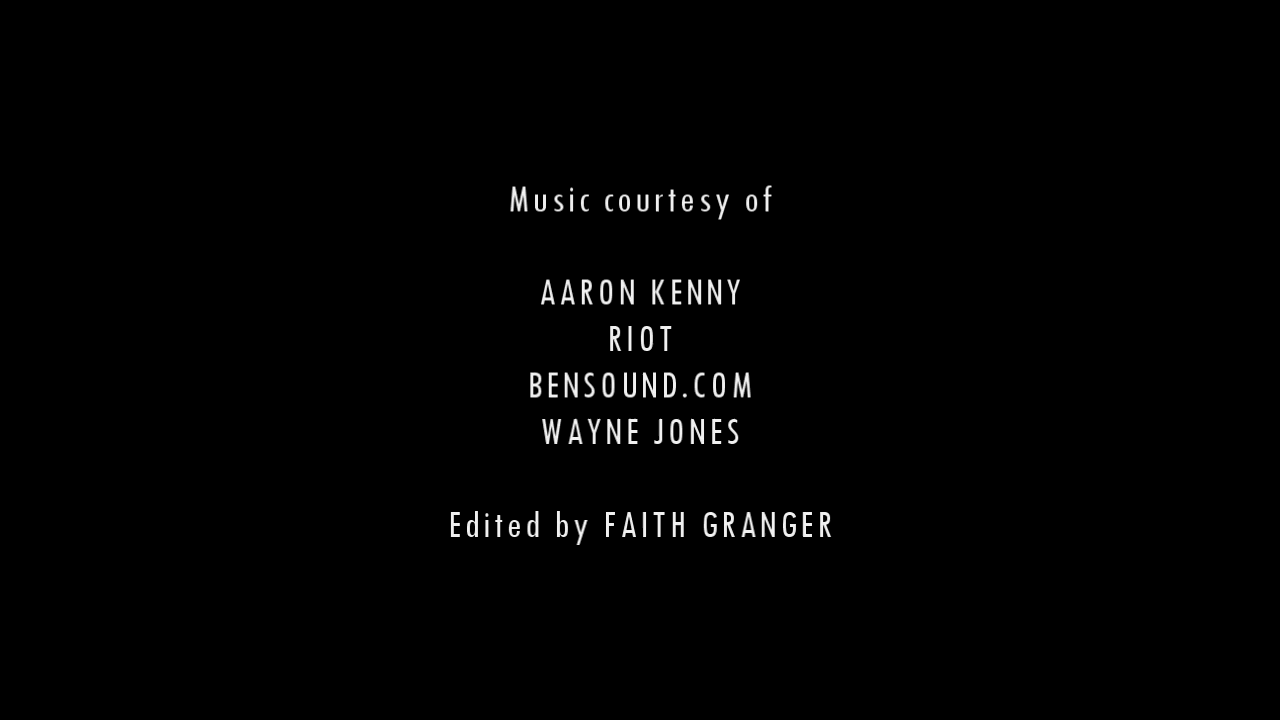 Music courtesy of
AARON KENNY
RIOT
BENSOUND.COM
WAYNE JONES
Edited by FAITH GRANGER